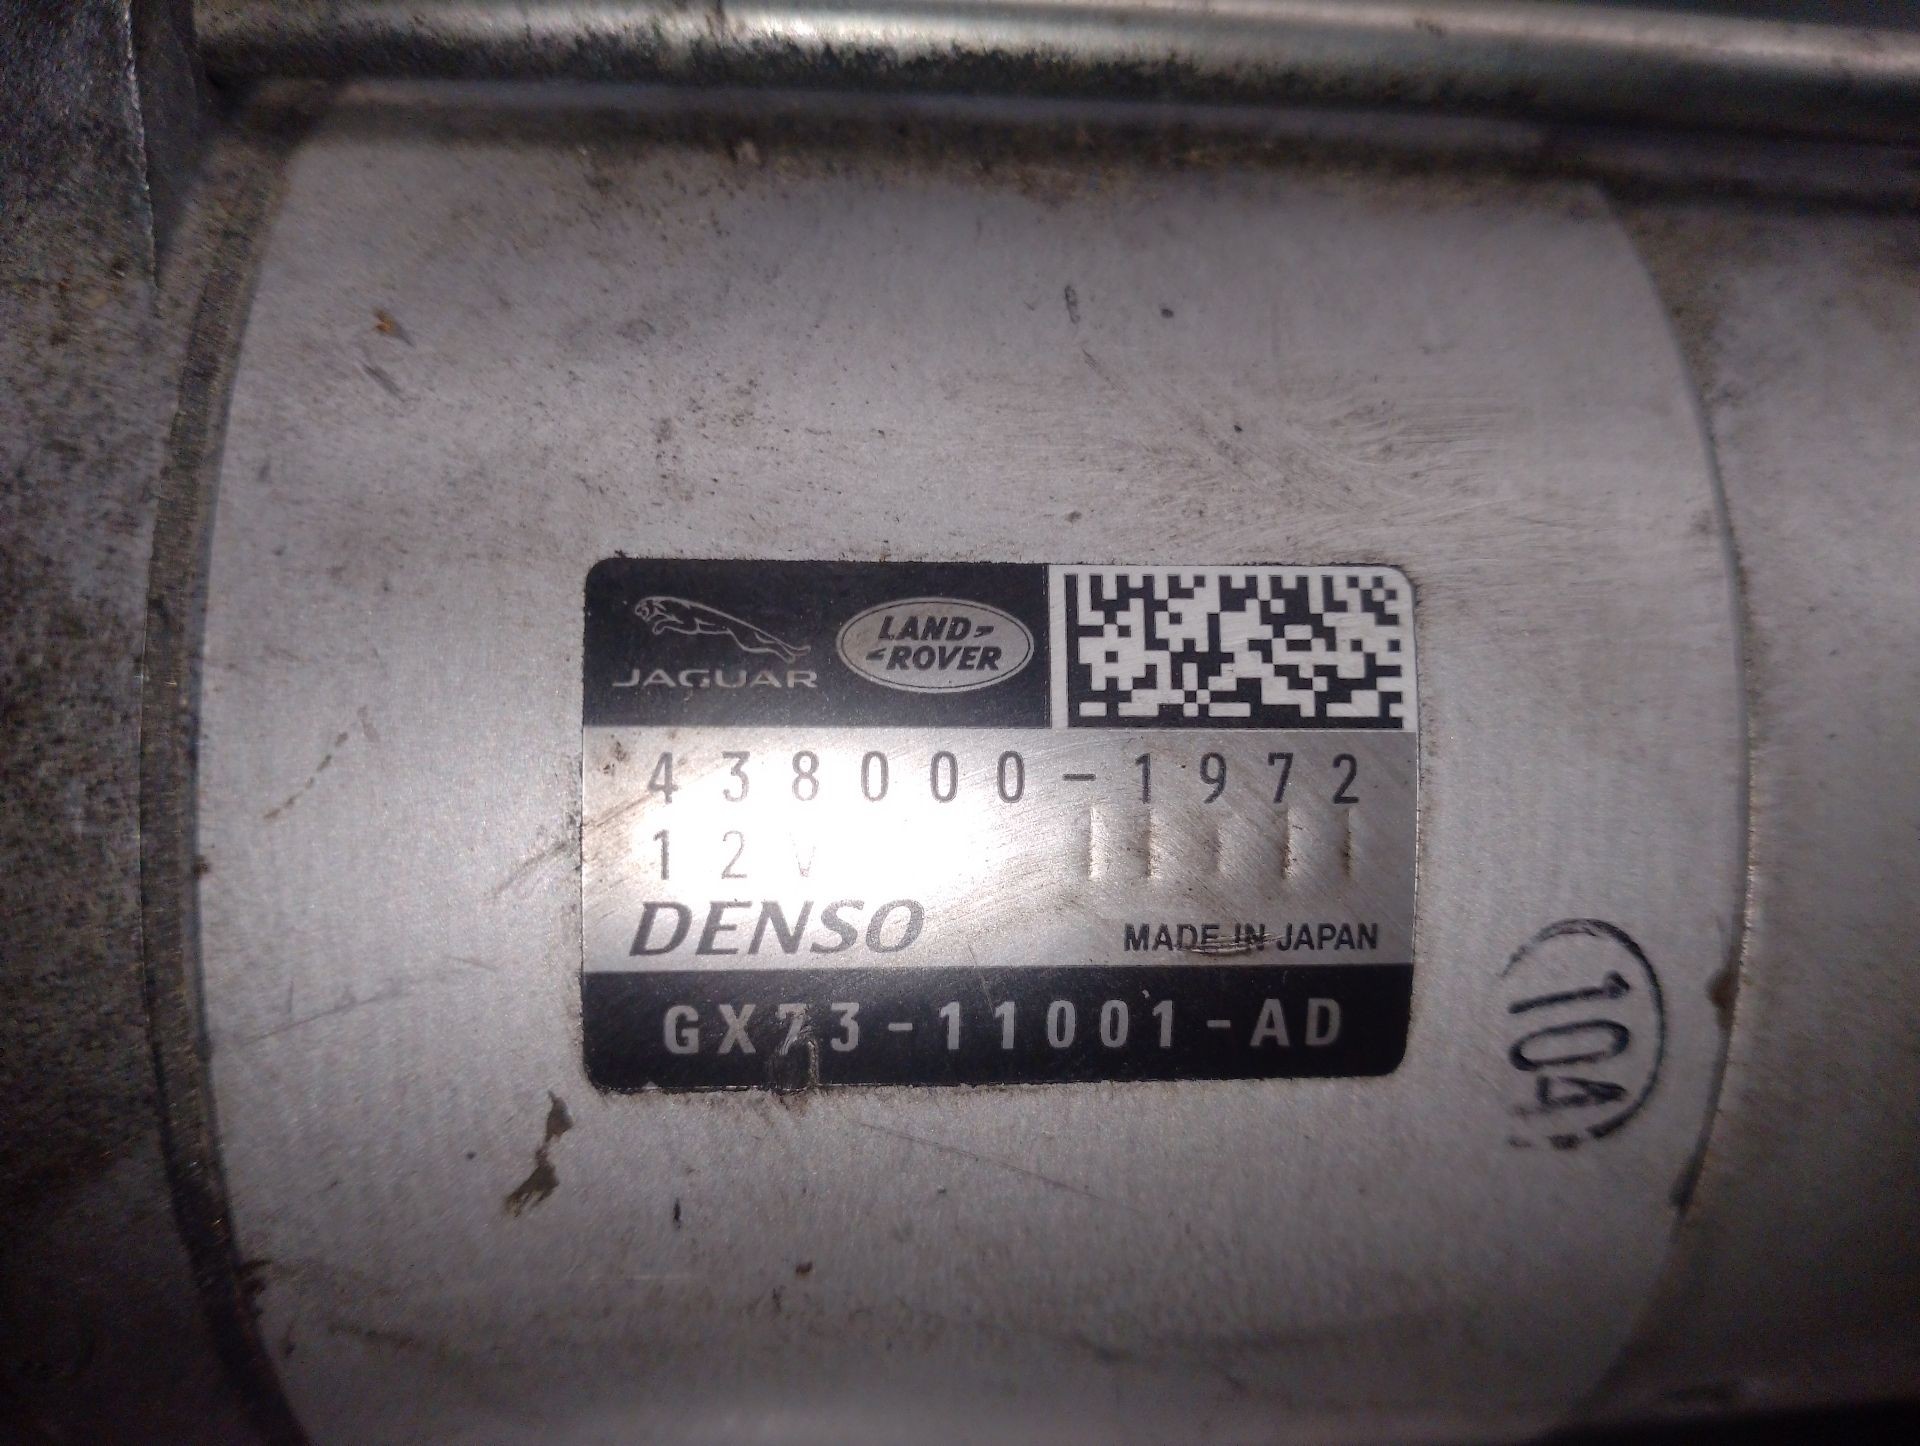 JAGUAR
LAND-
-ROVER
438000-1972
12V
DENSO
MADE IN JAPAN
GX73-11001-AD
104